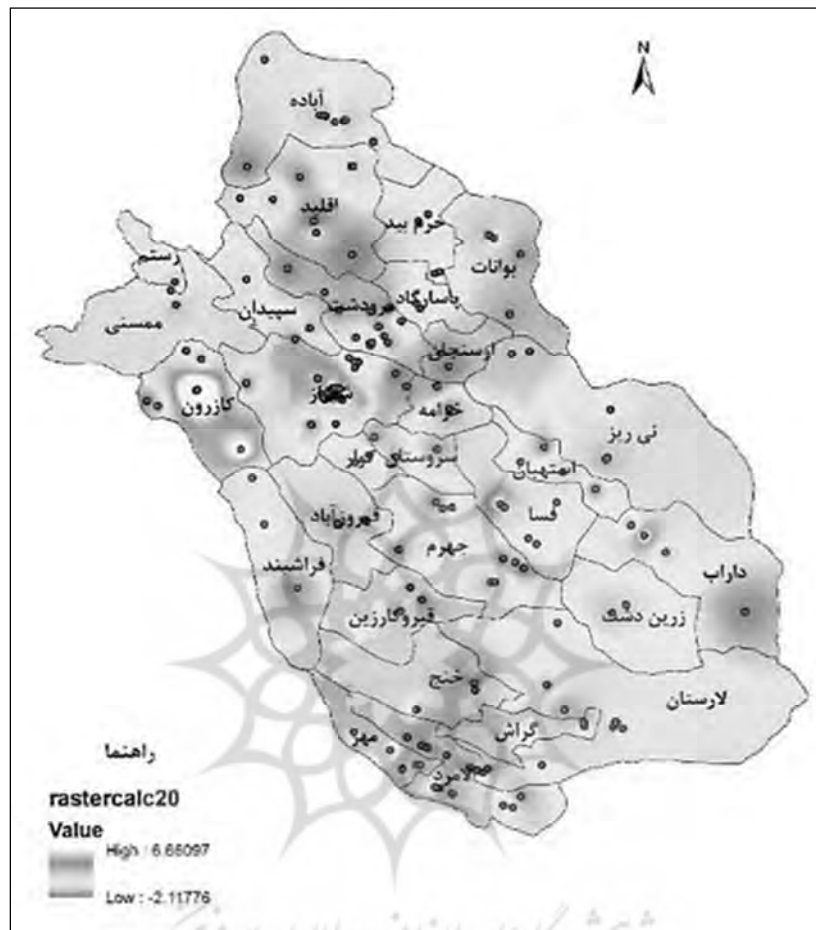 N
آباده
اقلید
خرم بید
بوانات
رستم
ممسنی
سپیدان
مرودشت
پاسارگاد
ارسنجان
کازرون
شیراز
خرامه
نی ریز
سروستان
کوار
استهبان
فیروزآباد
فسا
جهرم
فراشبند
داراب
قیروکارزین
زرین دشت
خنج
لارستان
گراش
مهر
لامرد
راهنما
rastercalc20
Value
High : 6.66097
Low : -2.11776